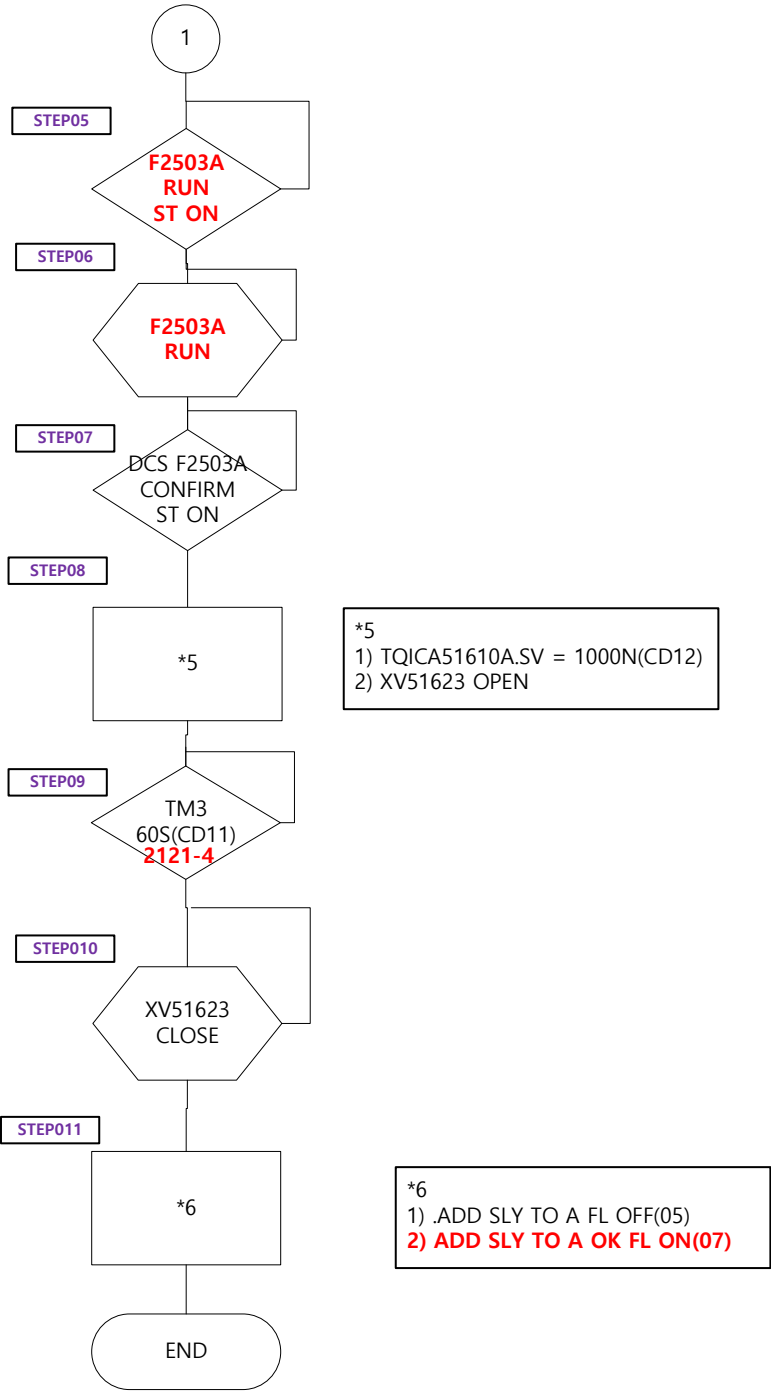 1
STEP05
F2503A
RUN
ST ON
STEP06
F2503A
RUN
STEP07
DCS F2503A
CONFIRM
ST ON
STEP08
*5
*5
1) TQICA51610A.SV = 1000N(CD12)
2) XV51623 OPEN
STEP09
TM3
60S(CD11)
2121-4
STEP010
XV51623
CLOSE
STEP011
*6
*6
1) .ADD SLY TO A FL OFF(05)
2) ADD SLY TO A OK FL ON(07)
END